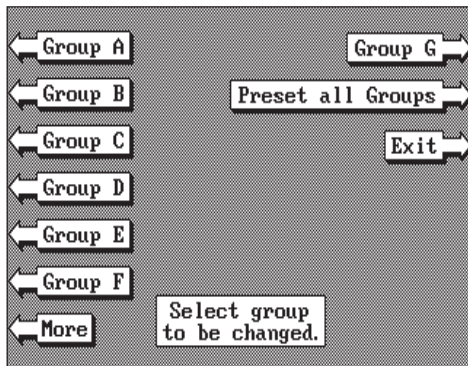 Group A
Group B
Group C
Group D
Group E
Group F
More
Group G
Preset all Groups
Exit
Select group
to be changed.